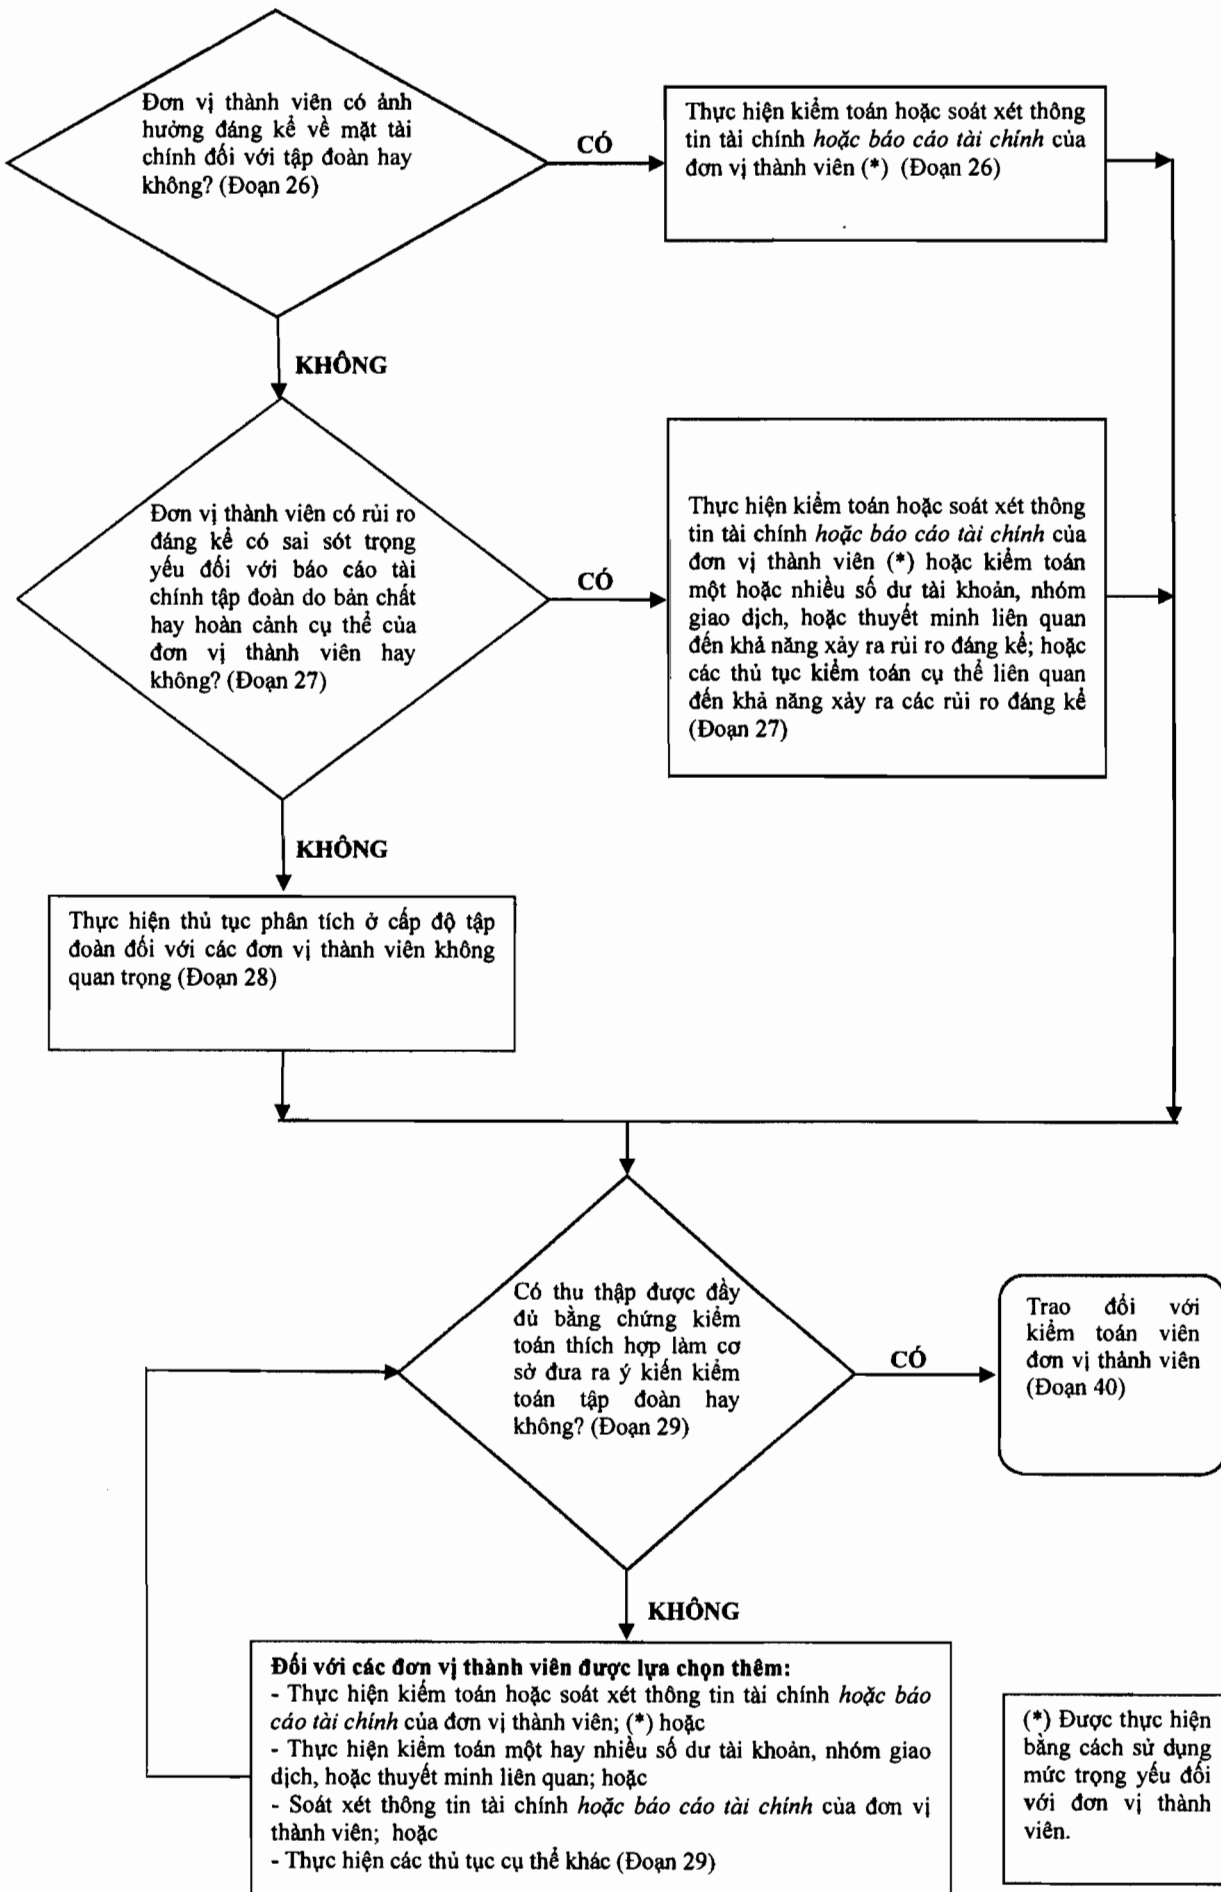 Đơn vị thành viên có ảnh
hưởng đáng kể về mặt tài
chính đối với tập đoàn hay
không? (Đoạn 26)
CÓ
Thực hiện kiểm toán hoặc soát xét thông
tin tài chính hoặc báo cáo tài chính của
đơn vị thành viên (*) (Đoạn 26)
KHÔNG
Đơn vị thành viên có rủi ro
đáng kể có sai sót trọng
yếu đối với báo cáo tài
chính tập đoàn do bản chất
hay hoàn cảnh cụ thể của
đơn vị thành viên hay
không? (Đoạn 27)
CÓ
Thực hiện kiểm toán hoặc soát xét thông
tin tài chính hoặc báo cáo tài chính của
đơn vị thành viên (*) hoặc kiểm toán
một hoặc nhiều số dư tài khoản, nhóm
giao dịch, hoặc thuyết minh liên quan
đến khả năng xảy ra rủi ro đáng kể; hoặc
các thủ tục kiểm toán cụ thể liên quan
đến khả năng xảy ra các rủi ro đáng kể
(Đoạn 27)
KHÔNG
Thực hiện thủ tục phân tích ở cấp độ tập
đoàn đối với các đơn vị thành viên không
quan trọng (Đoạn 28)
Có thu thập được đầy
đủ bằng chứng kiểm
toán thích hợp làm cơ
sở đưa ra ý kiến kiểm
toán tập đoàn hay
không? (Đoạn 29)
CÓ
Trao đổi với
kiểm toán viên
đơn vị thành viên
(Đoạn 40)
KHÔNG
Đối với các đơn vị thành viên được lựa chọn thêm:
- Thực hiện kiểm toán hoặc soát xét thông tin tài chính hoặc báo
cáo tài chính của đơn vị thành viên; (*) hoặc
- Thực hiện kiểm toán một hay nhiều số dư tài khoản, nhóm giao
dịch, hoặc thuyết minh liên quan; hoặc
- Soát xét thông tin tài chính hoặc báo cáo tài chính của đơn vị
thành viên; hoặc
- Thực hiện các thủ tục cụ thể khác (Đoạn 29)
(*) Được thực hiện
bằng cách sử dụng
mức trọng yếu đối
với đơn vị thành
viên.